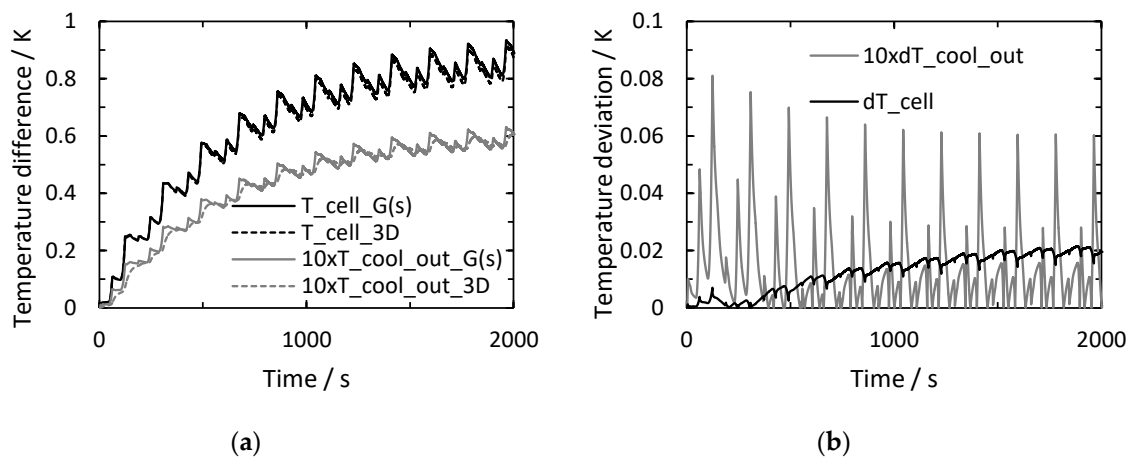 Temperature difference / K
1
0.8
0.6
0.4
0.2
0
T_cell_G(s)
T_cell_3D
10xT_cool_out_G(s)
10xT_cool_out_3D
0 1000 2000
Time / s
(a)
Temperature deviation / K
0.1
0.08
0.06
0.04
0.02
0
10xdT_cool_out
dT_cell
0 1000 2000
Time / s
(b)